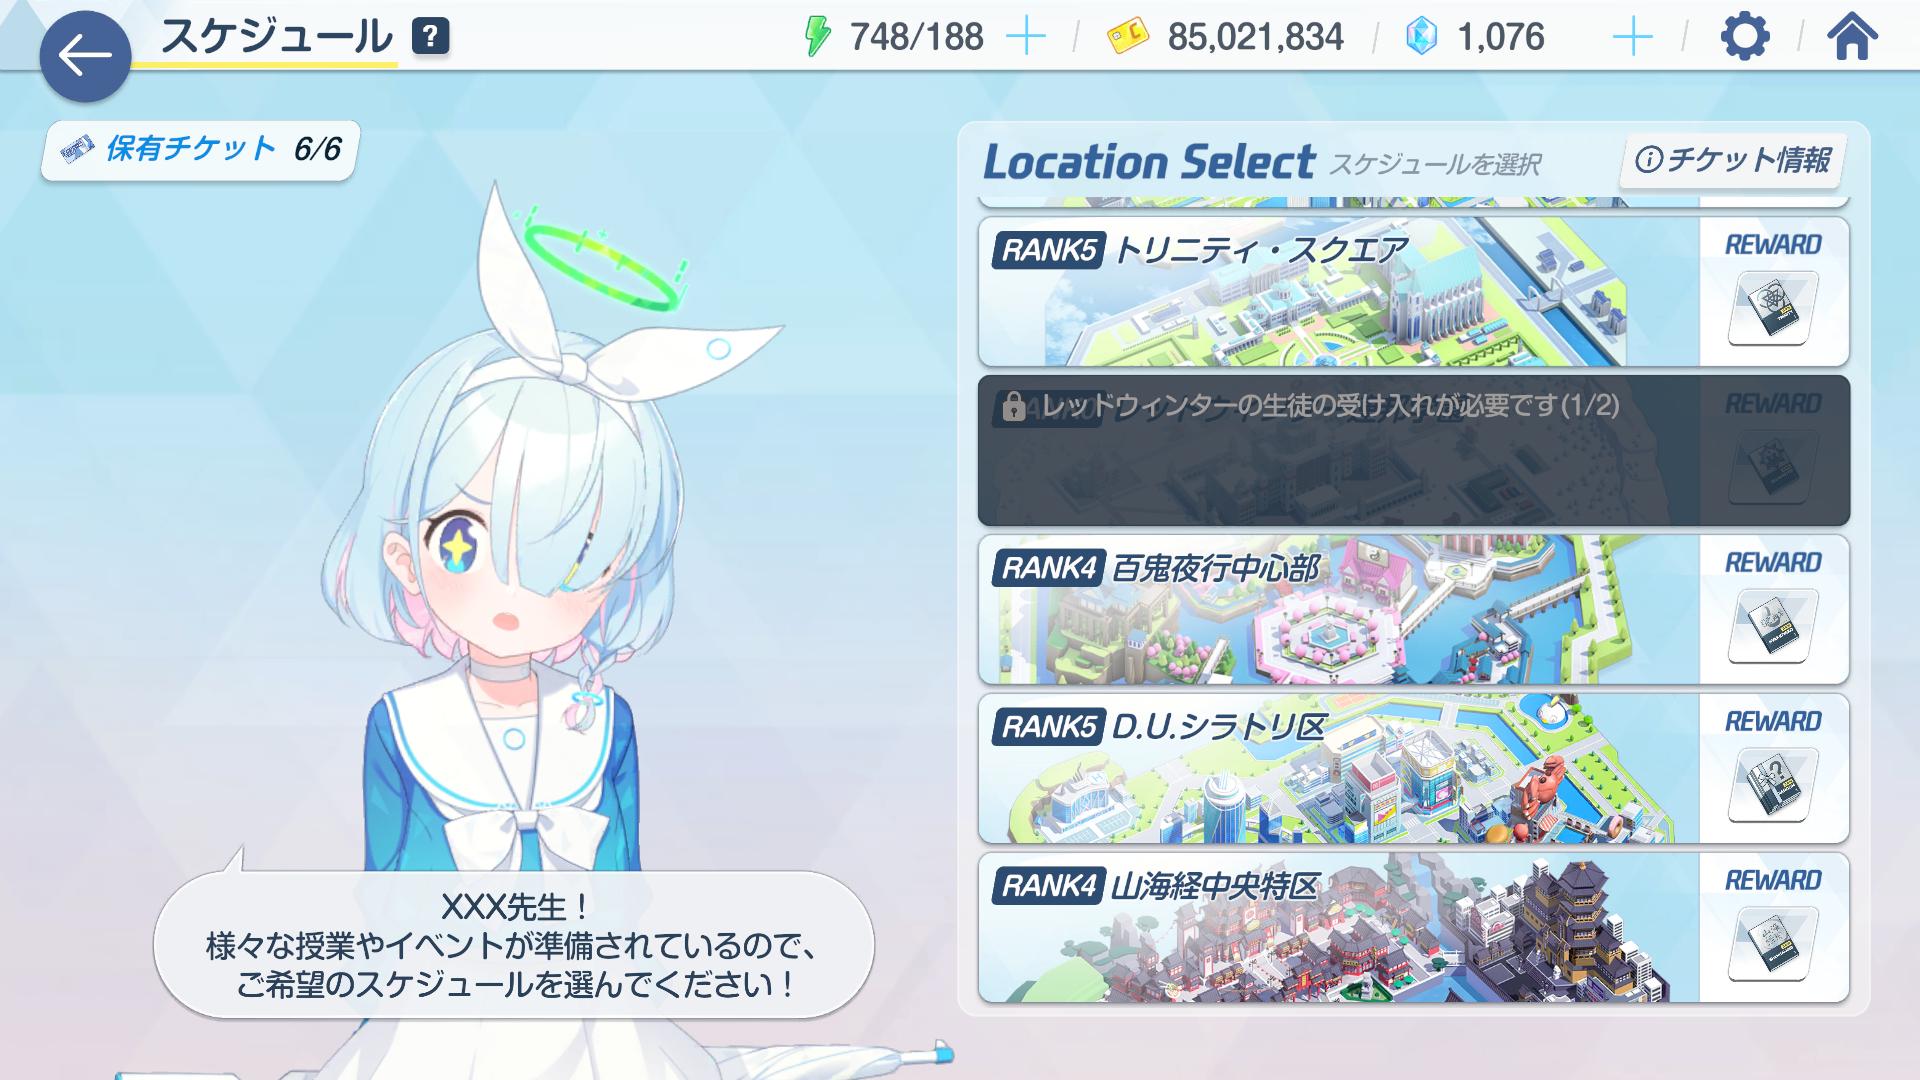 スケジュール ?
748/188
85,021,834
1,076
保有チケット 6/6
Location Select スケジュールを選択
チケット情報
RANK5 トリニティ・スクエア
REWARD
レッドウィンターの生徒の受け入れが必要です(1/2)
REWARD
RANK4 百鬼夜行中心部
REWARD
RANK5 D.U.シラトリ区
REWARD
RANK4 山海経中央特区
REWARD
XXX先生！
様々な授業やイベントが準備されているので、
ご希望のスケジュールを選んでください！